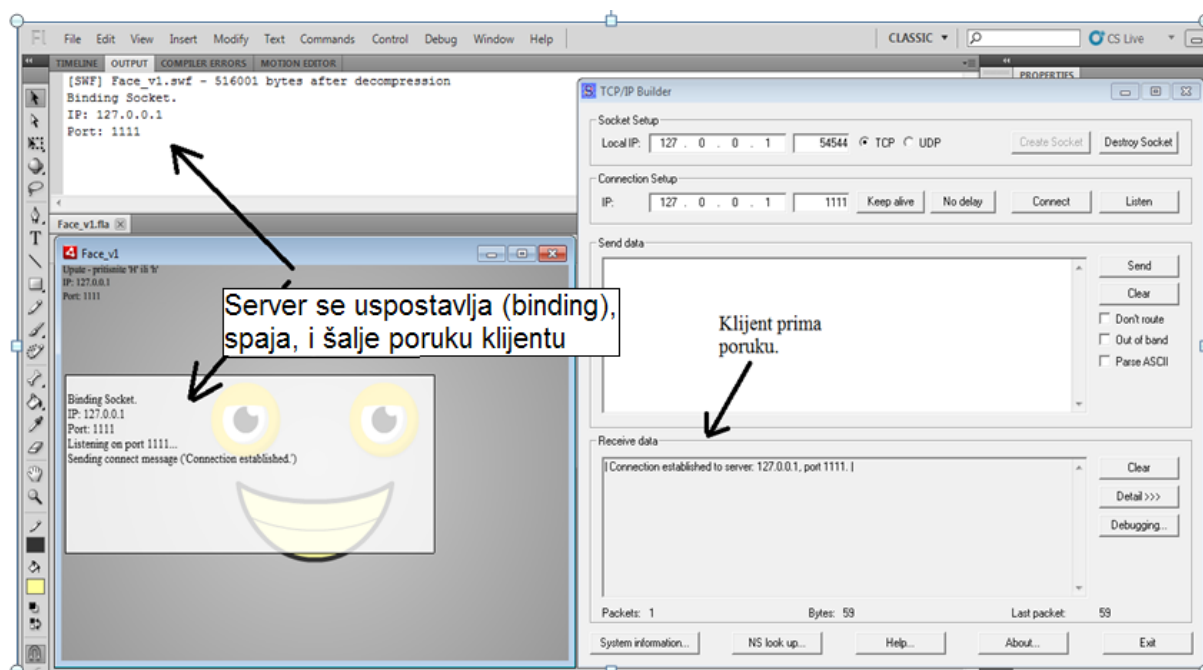 Fl File Edit View Insert Modify Text Commands Control Debug Window Help CLASSIC CS Live
TIMELINE OUTPUT COMPILER ERRORS MOTION EDITOR
PROPERTIES
[SWF] Face_v1.swf - 516001 bytes after decompression
Binding Socket.
IP: 127.0.0.1
Port: 1111
Face_v1.fla
Face_v1
Upute - pritisnite 'H' ili 'h'
IP: 127.0.0.1
Port: 1111
Server se uspostavlja (binding),
spaja, i šalje poruku klijentu
Binding Socket.
IP: 127.0.0.1
Port: 1111
Listening on port 1111...
Sending connect message ('Connection established.')
TCP/IP Builder
Socket Setup
Local IP: 127 . 0 . 0 . 1 54544 TCP UDP Create Socket Destroy Socket
Connection Setup
IP: 127 . 0 . 0 . 1 1111 Keep alive No delay Connect Listen
Send data
Send
Clear
Don't route
Out of band
Parse ASCII
Klijent prima
poruku.
Receive data
| Connection established to server: 127.0.0.1, port 1111. |
Clear
Detail >>>
Debugging...
Packets: 1 Bytes: 59 Last packet: 59
System information... NS look up... Help... About... Exit